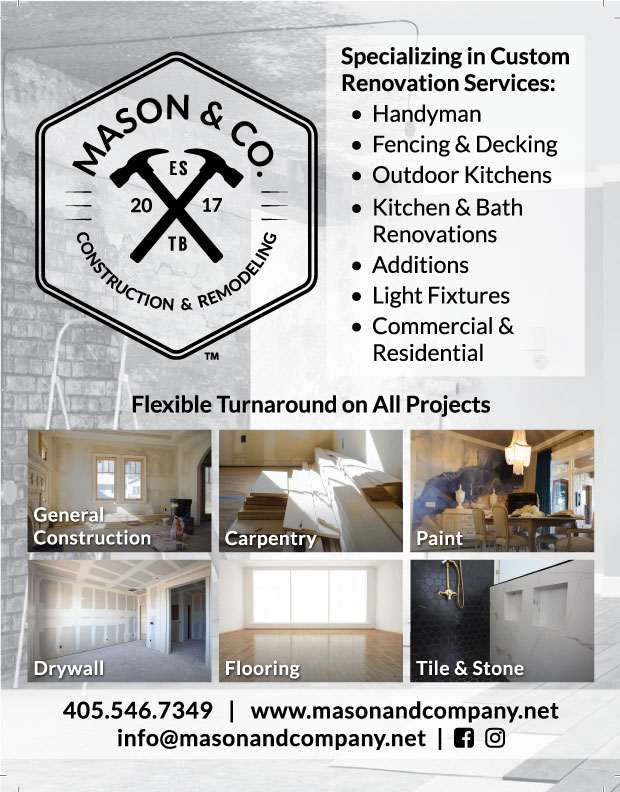 MASON & CO.
ES
20 17
TB
CONSTRUCTION & REMODELING
TM
Specializing in Custom
Renovation Services:
• Handyman
• Fencing & Decking
• Outdoor Kitchens
• Kitchen & Bath
Renovations
• Additions
• Light Fixtures
• Commercial &
Residential
Flexible Turnaround on All Projects
General
Construction
Carpentry
Paint
Drywall
Flooring
Tile & Stone
405.546.7349 | www.masonandcompany.net
info@masonandcompany.net |